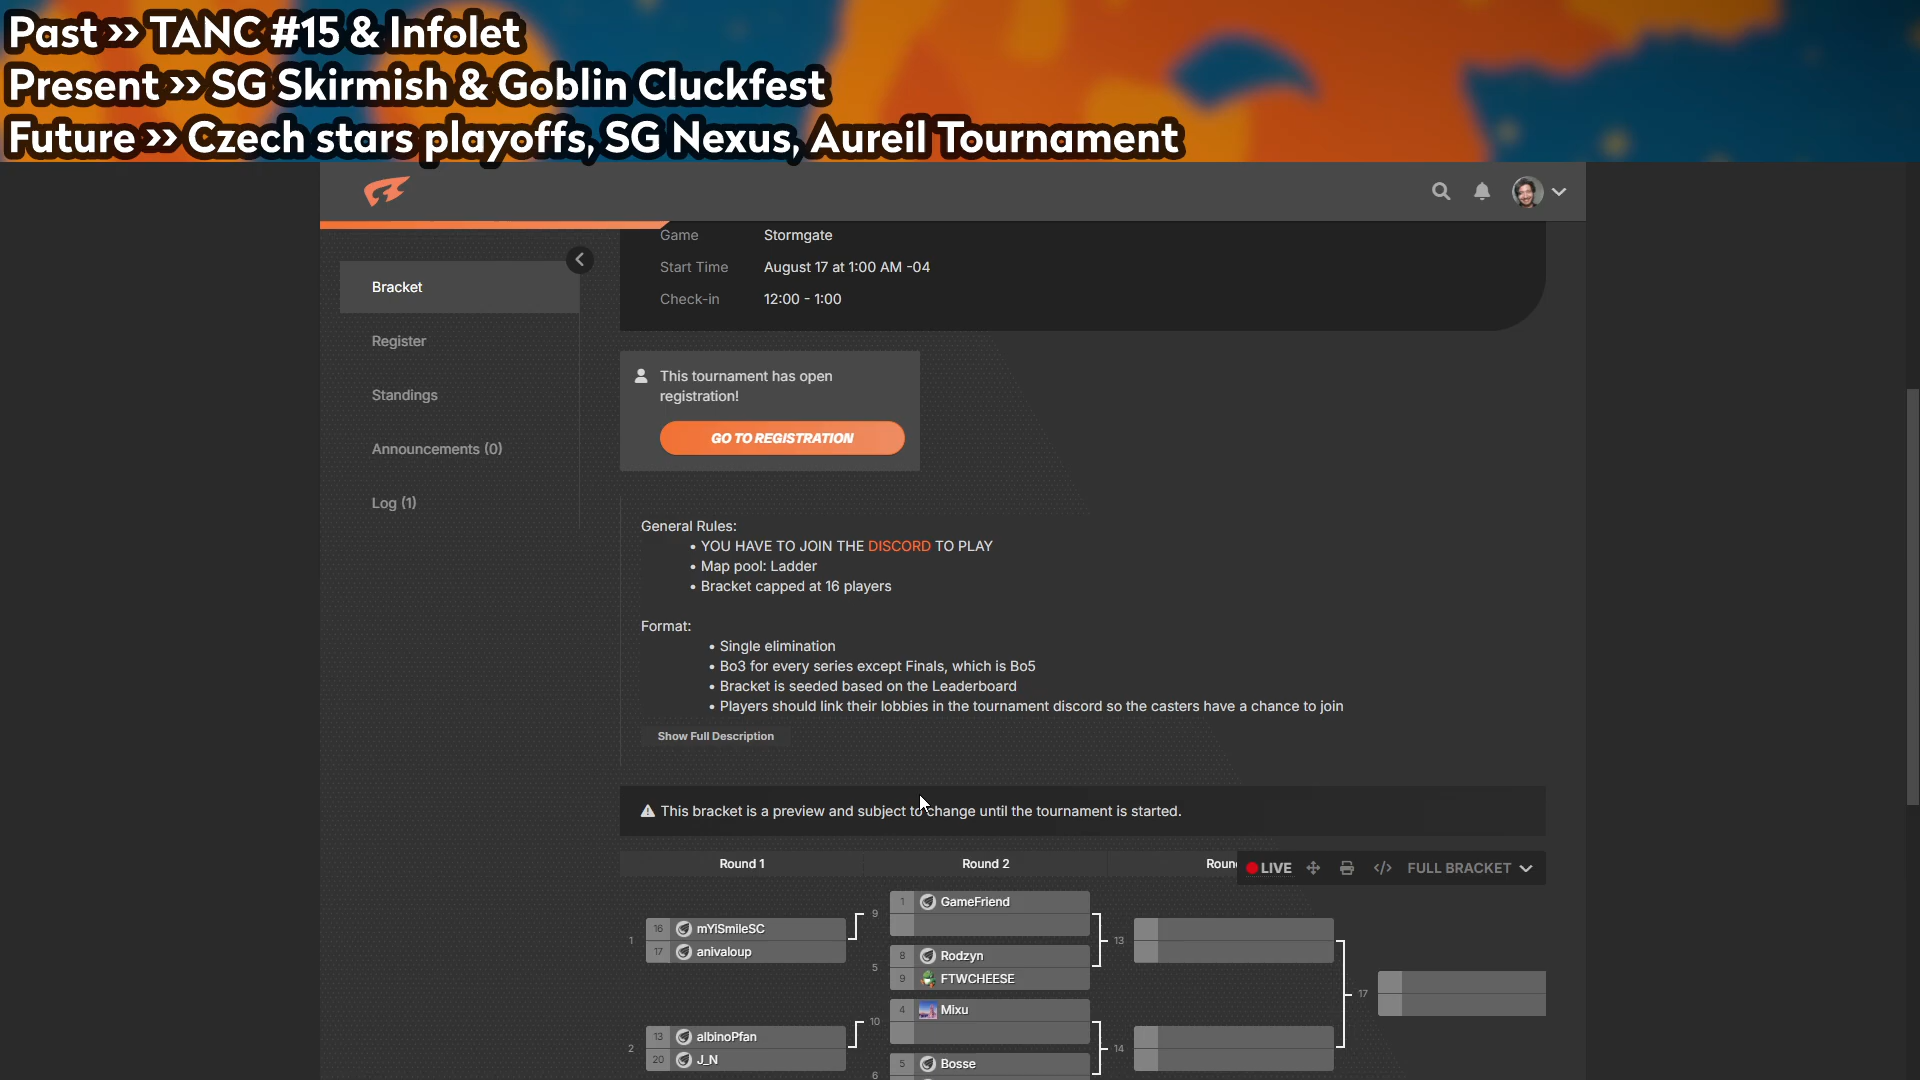 Past >> TANC #15 & Infolet
Present >> SG Skirmish & Goblin Cluckfest
Future >> Czech stars playoffs, SG Nexus, Aureil Tournament
Game Stormgate
Start Time August 17 at 1:00 AM -04
Check-in 12:00 - 1:00
Bracket
Register
Standings
Announcements (0)
Log (1)
This tournament has open
registration!
GO TO REGISTRATION
General Rules:
• YOU HAVE TO JOIN THE DISCORD TO PLAY
• Map pool: Ladder
• Bracket capped at 16 players
Format:
• Single elimination
• Bo3 for every series except Finals, which is Bo5
• Bracket is seeded based on the Leaderboard
• Players should link their lobbies in the tournament discord so the casters have a chance to join
Show Full Description
This bracket is a preview and subject to change until the tournament is started.
Round 1 Round 2 Roun LIVE </> FULL BRACKET
1 16 mYiSmileSC
17 anivaloup
9 1 GameFriend
5 8 Rodzyn
9 FTWCHEESE
13
10 4 Mixu
2 13 albinoPfan
20 J_N
6 5 Bosse
14
17